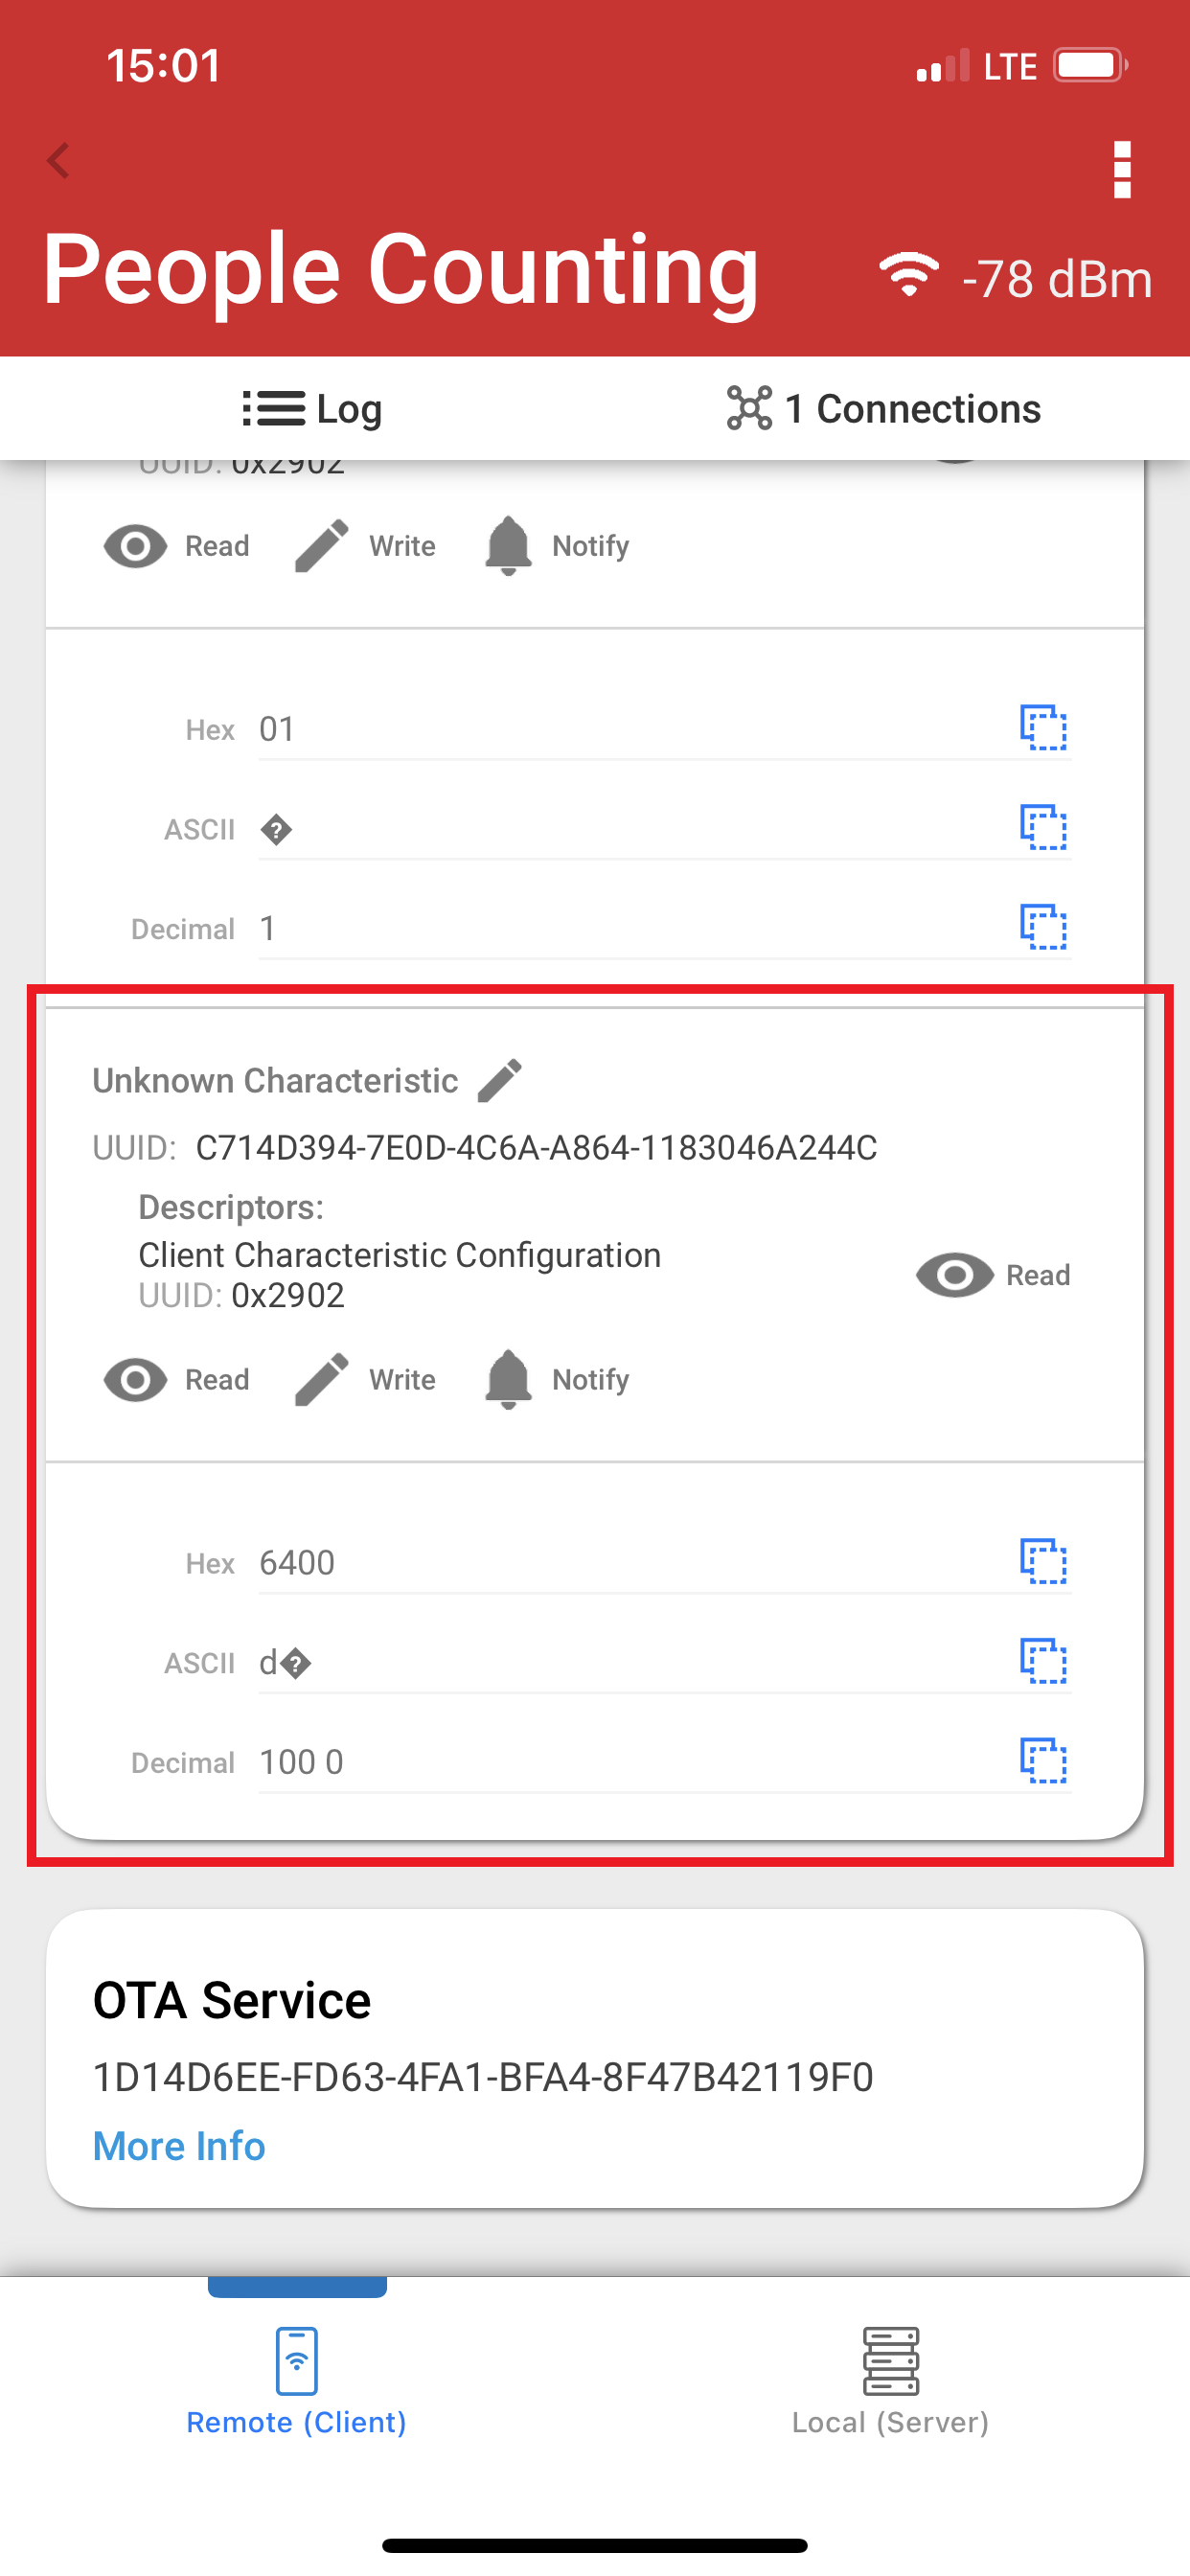 15:01
LTE
People Counting
-78 dBm
Log
1 Connections
UUID: 0x2902
Read
Write
Notify
Hex 01
ASCII �
Decimal 1
Unknown Characteristic
UUID: C714D394-7E0D-4C6A-A864-1183046A244C
Descriptors:
Client Characteristic Configuration
UUID: 0x2902
Read
Read
Write
Notify
Hex 6400
ASCII d�
Decimal 100 0
OTA Service
1D14D6EE-FD63-4FA1-BFA4-8F47B42119F0
More Info
Remote (Client)
Local (Server)